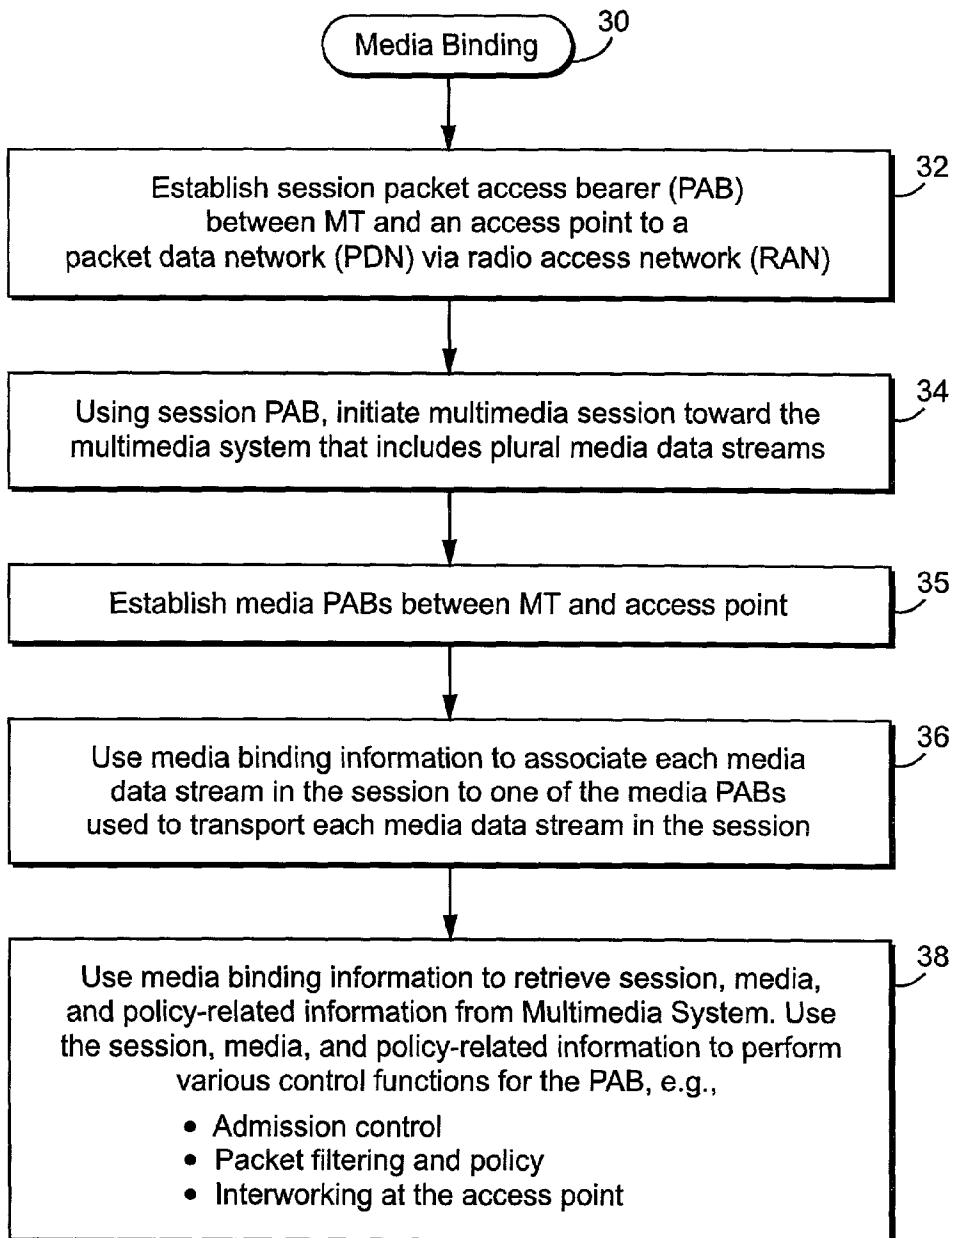 Media Binding
30
32
Establish session packet access bearer (PAB)
between MT and an access point to a
packet data network (PDN) via radio access network (RAN)
34
Using session PAB, initiate multimedia session toward the
multimedia system that includes plural media data streams
35
Establish media PABs between MT and access point
36
Use media binding information to associate each media
data stream in the session to one of the media PABs
used to transport each media data stream in the session
38
Use media binding information to retrieve session, media,
and policy-related information from Multimedia System. Use
the session, media, and policy-related information to perform
various control functions for the PAB, e.g.,
• Admission control
• Packet filtering and policy
• Interworking at the access point